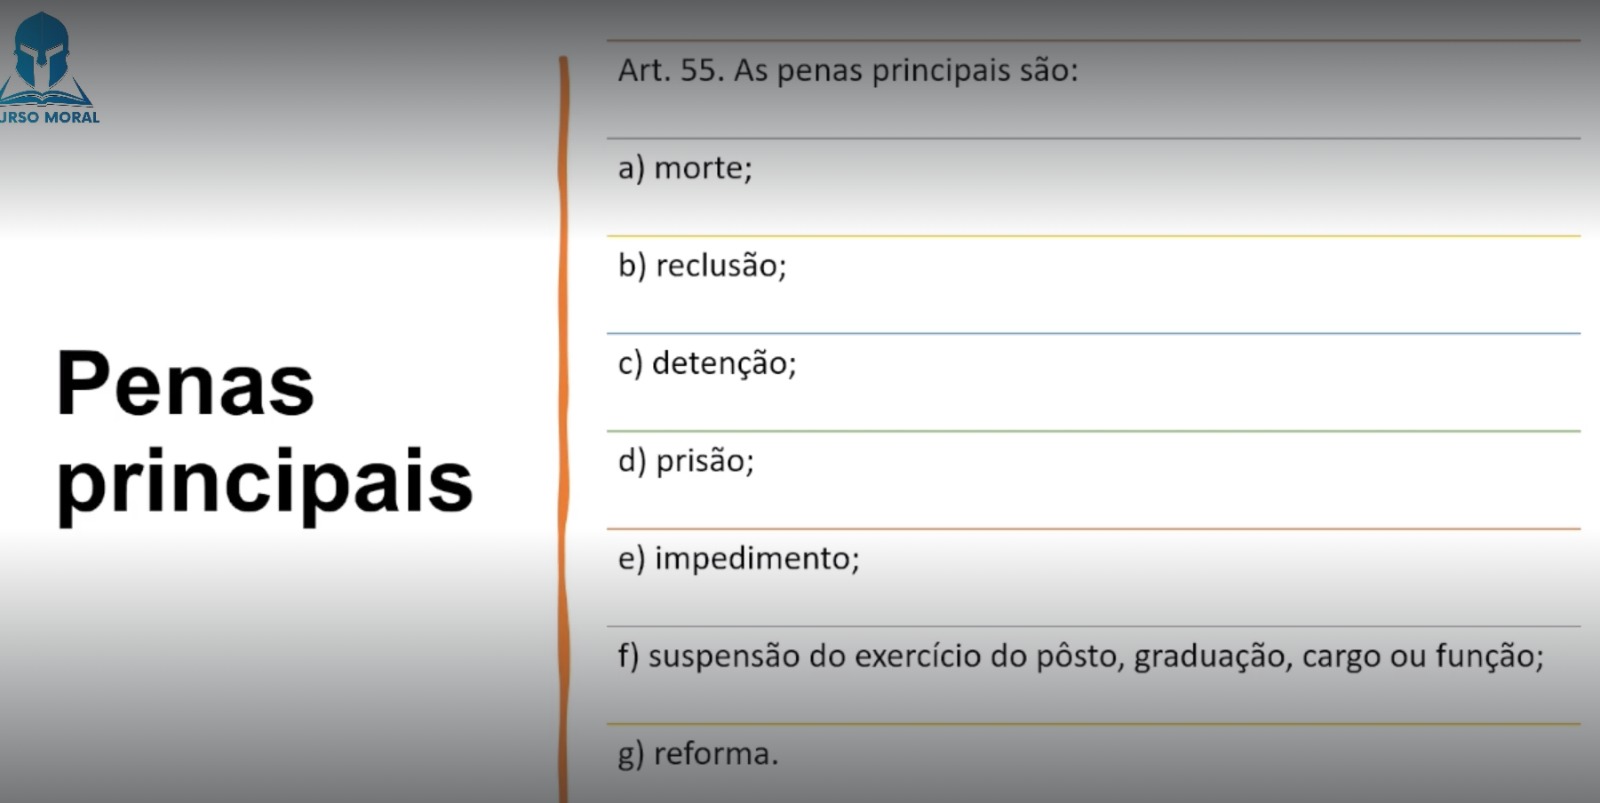 URSO MORAL
Penas
principais
Art. 55. As penas principais são:
a) morte;
b) reclusão;
c) detenção;
d) prisão;
e) impedimento;
f) suspensão do exercício do pôsto, graduação, cargo ou função;
g) reforma.